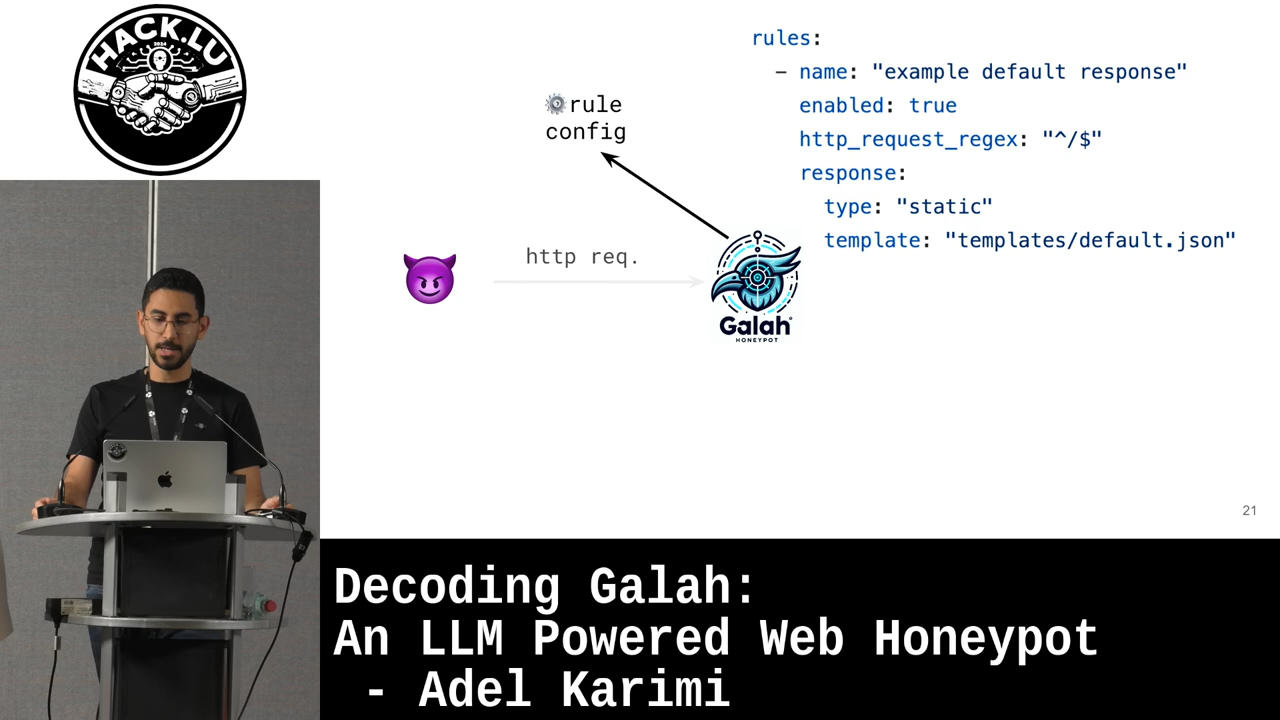 HACK.LU
2024
rule
config
http req.
Galah
HONEYPOT
rules:
- name: "example default response"
enabled: true
http_request_regex: "^/$"
response:
type: "static"
template: "templates/default.json"
21
Decoding Galah:
An LLM Powered Web Honeypot
- Adel Karimi